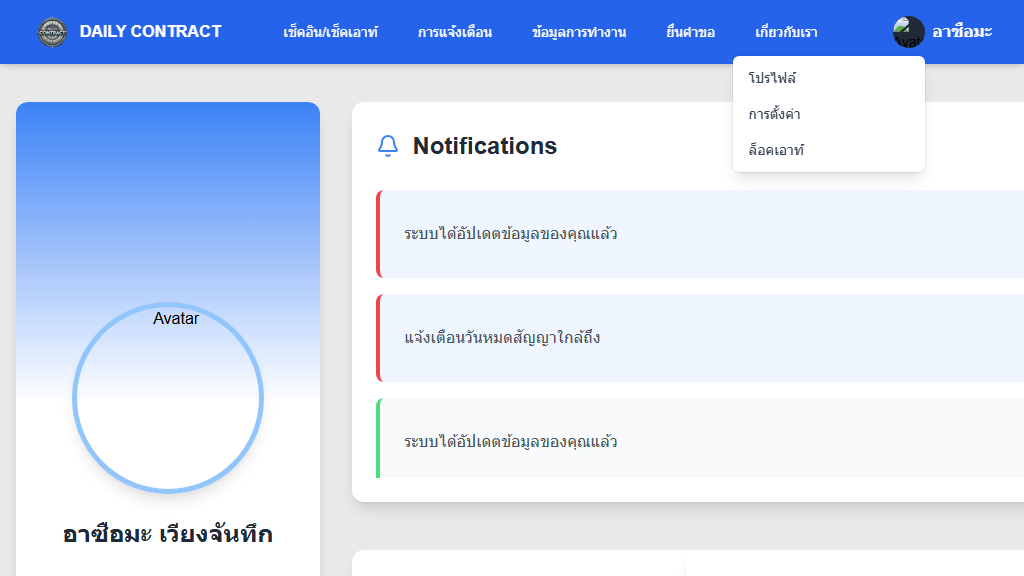 DAILY CONTRACT
เช็คอิน/เช็คเอาท์
การแจ้งเตือน
ข้อมูลการทำงาน
ยื่นคำขอ
เกี่ยวกับเรา
อาซือมะ
โปรไฟล์
การตั้งค่า
ล็อคเอาท์
Avatar
อาซือมะ เวียงจันทึก
Notifications
ระบบได้อัปเดตข้อมูลของคุณแล้ว
แจ้งเตือนวันหมดสัญญาใกล้ถึง
ระบบได้อัปเดตข้อมูลของคุณแล้ว